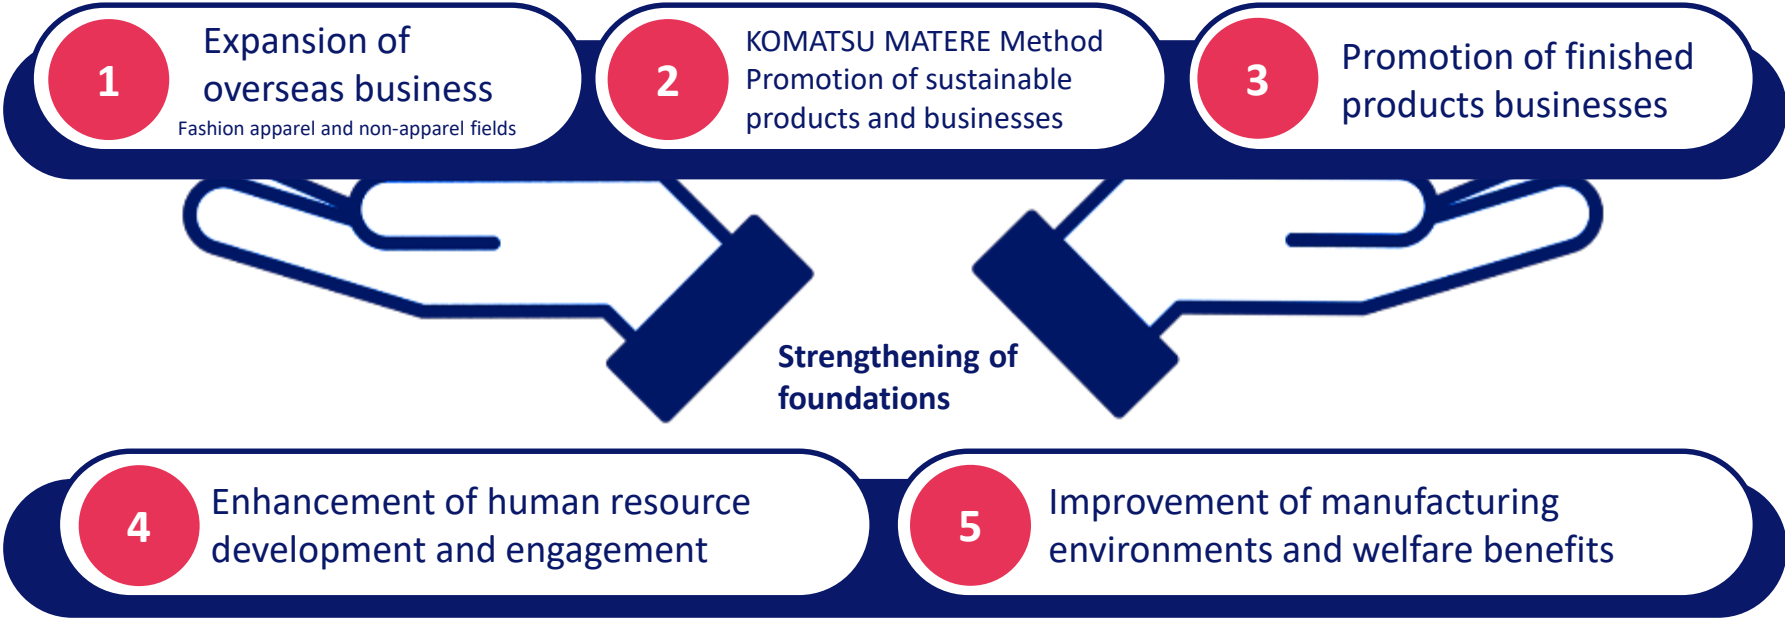 1
Expansion of
overseas business
Fashion apparel and non-apparel fields
2
KOMATSU MATERE Method
Promotion of sustainable
products and businesses
3
Promotion of finished
products businesses
Strengthening of
foundations
4
Enhancement of human resource
development and engagement
5
Improvement of manufacturing
environments and welfare benefits